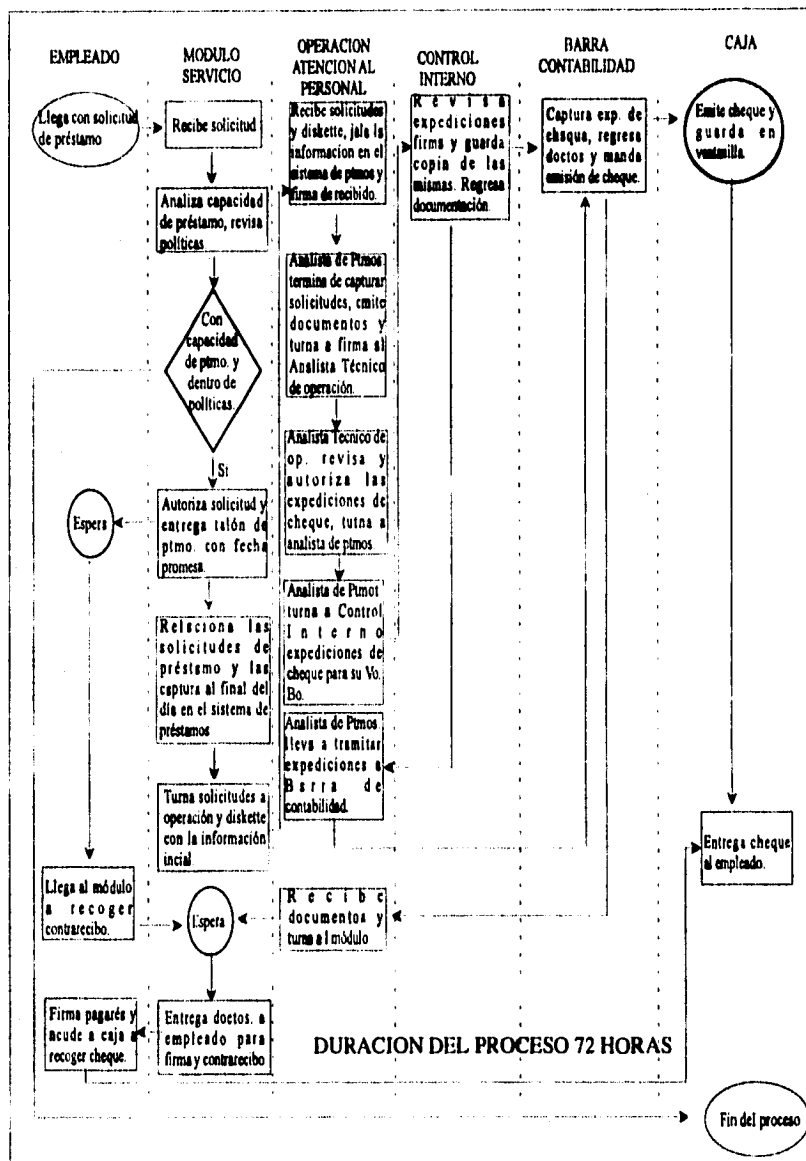 EMPLEADO
MODULO
SERVICIO
OPERACION
ATENCION AL
PERSONAL
CONTROL
INTERNO
BARRA
CONTABILIDAD
CAJA
Llega con solicitud
de préstamo
Recibe solicitud
Recibe solicitudes
y diskette, jala la
informacion en el
sistema de ptmos y
firma de recibido.
Revisa
expediciones
firma y guarda
copia de las
mismas. Regresa
documentación.
Captura exp. de
cheque, regresa
doctos y manda
emisión de cheque.
Emite cheque y
guarda en
ventanilla.
Analiza capacidad
de préstamo, revisa
políticas
Analista de Ptmos
termina de capturar
solicitudes, emite
documentos y
turna a firma al
Analista Técnico
de operación.
Con
capacidad
de ptmo. y
dentro de
políticas.
Si
Analista Tecnico de
op. revisa y
autoriza las
expediciones de
cheque, turna a
analista de ptmos.
Espera
Autoriza solicitud y
entrega talón de
ptmo. con fecha
promesa.
Analista de Ptmot
turna a Control
Interno
expediciones de
cheque para su Vo.
Bo.
Relaciona las
solicitudes de
préstamo y las
captura al final del
día en el sistema de
préstamos
Analista de Ptmos
lleva a tramitar
expediciones a
Barra de
contabilidad.
Turna solicitudes a
operación y diskette
con la información
incial
Entrega cheque
al empleado.
Llega al módulo
a recoger
contrarecibo.
Espera
Recibe
documentos y
turna al módulo
Firma pagarés y
acude a caja a
recoger cheque.
Entrega doctos. a
empleado para
firma y contrarecibo
DURACION DEL PROCESO 72 HORAS
Fin del proceso